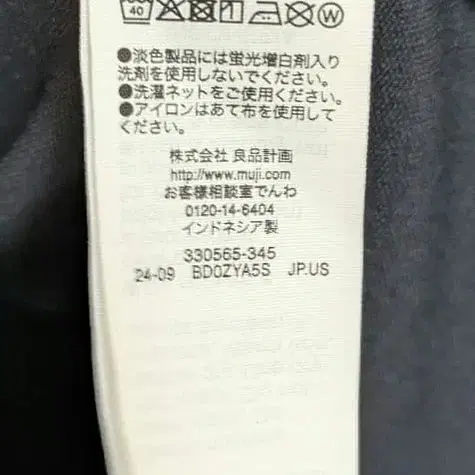 40
●淡色製品には蛍光増白剤入り
洗剤を使用しないでください。
●洗濯ネットをご使用ください。
●アイロンはあて布を使用して
ください。
株式会社 良品計画
http://www.muji.com
お客様相談室でんわ
0120-14-6404
インドネシア製
330565-345
24-09 BD0ZYA5S JP.US